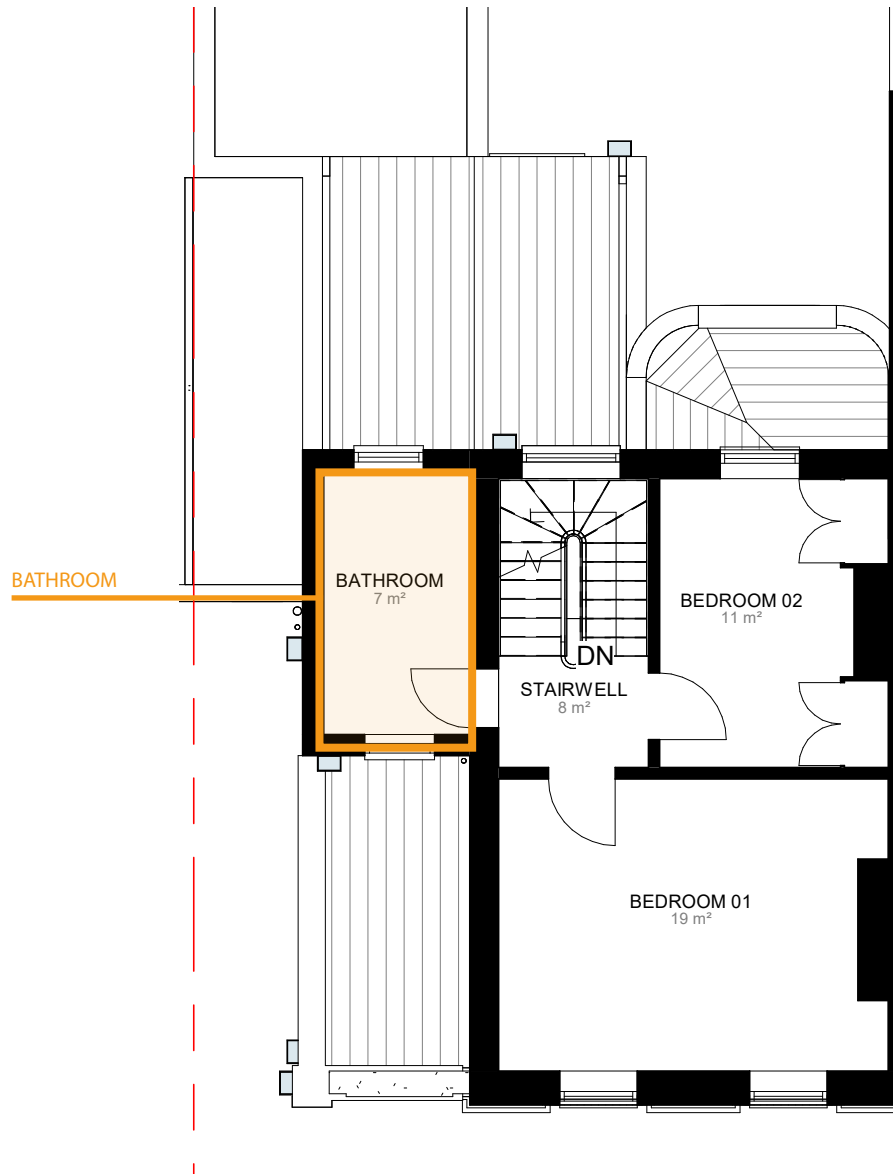 BATHROOM
BATHROOM
7 m²
BEDROOM 02
11 m²
DN
STAIRWELL
8 m²
BEDROOM 01
19 m²